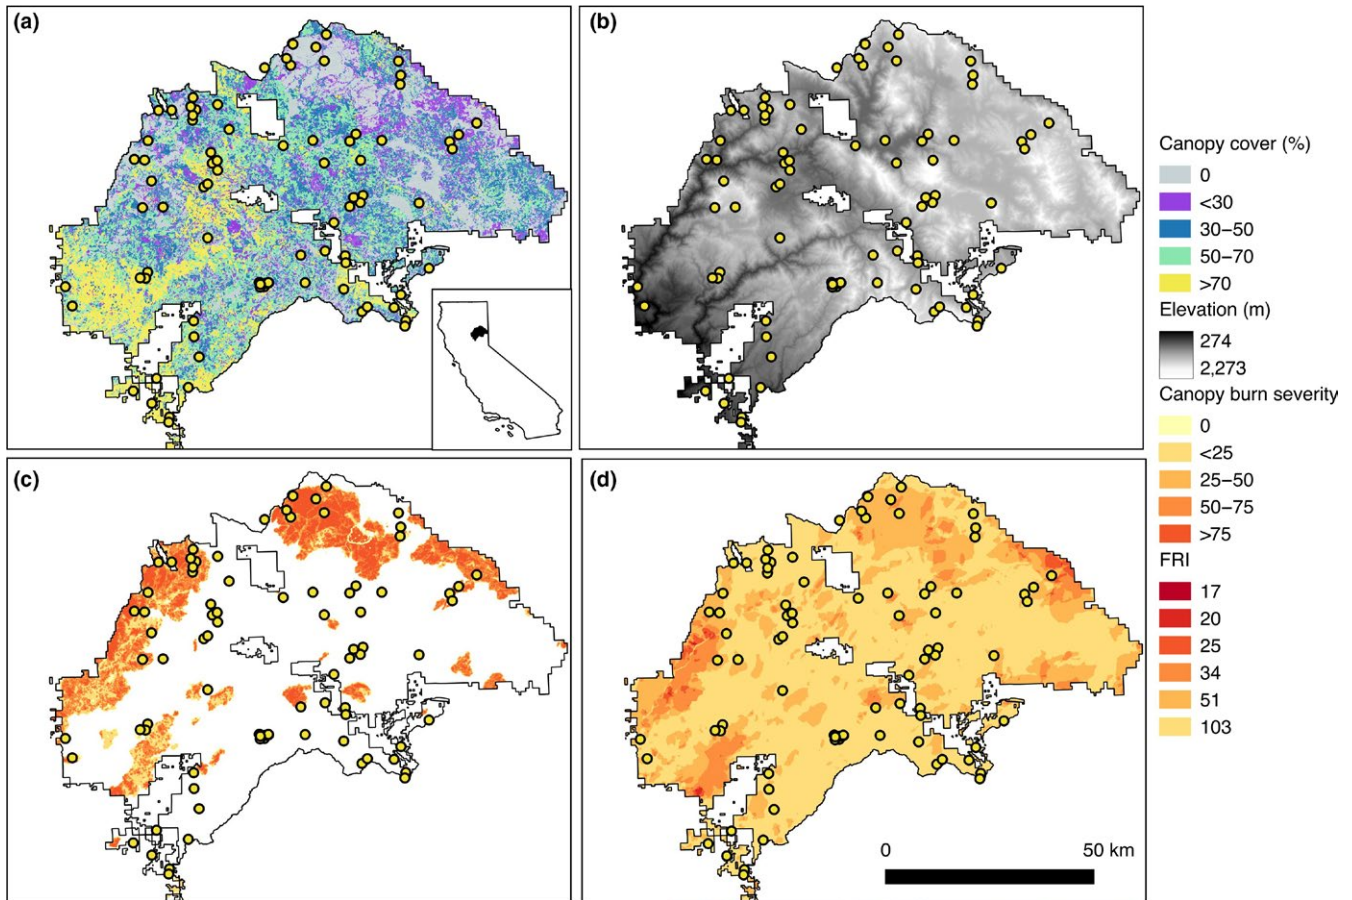 (a)
(b)
Canopy cover (%)
0
<30
30–50
50–70
>70
Elevation (m)
274
2,273
Canopy burn severity
0
<25
25–50
50–75
>75
FRI
17
20
25
34
51
103
(c)
(d)
0 50 km